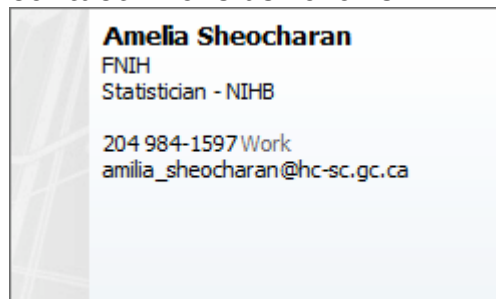 Amelia Sheocharan
FNIH
Statistician - NIHB
204 984-1597 Work
amilia_sheocharan@hc-sc.gc.ca